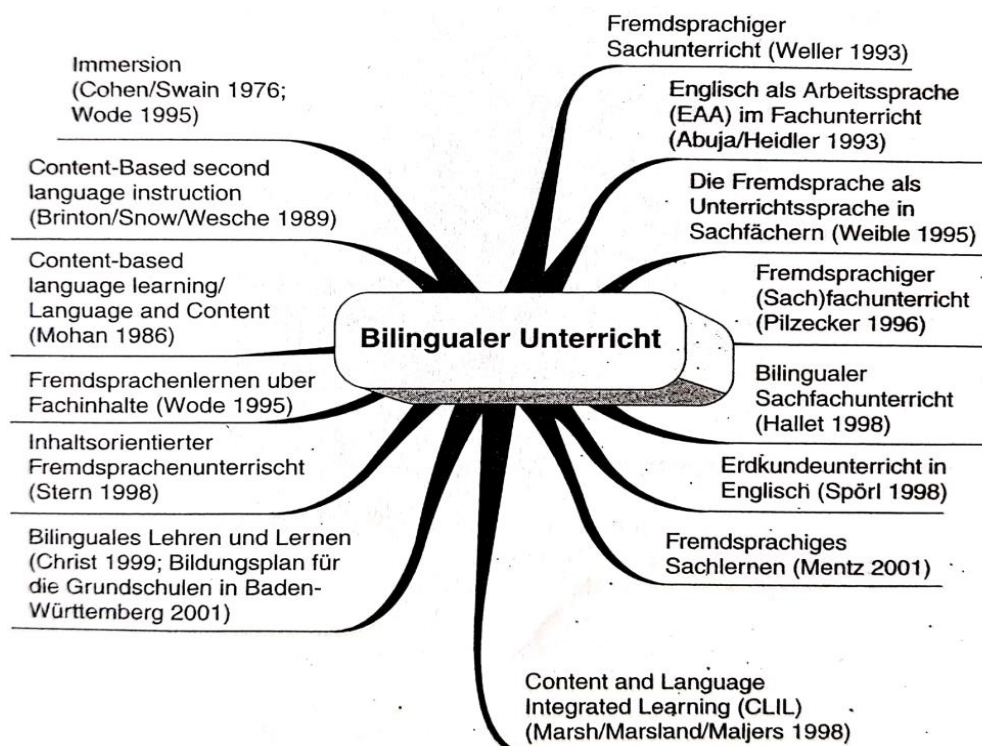 Immersion
(Cohen/Swain 1976;
Wode 1995)
Content-Based second
language instruction
(Brinton/Snow/Wesche 1989)
Content-based
language learning/
Language and Content
(Mohan 1986)
Fremdsprachenlernen uber
Fachinhalte (Wode 1995)
Inhaltsorientierter
Fremdsprachenunterrischt
(Stern 1998)
Bilinguales Lehren und Lernen
(Christ 1999; Bildungsplan für
die Grundschulen in Baden-
Württemberg 2001)
Bilingualer Unterricht
Fremdsprachiger
Sachunterricht (Weller 1993)
Englisch als Arbeitssprache
(EAA) im Fachunterricht
(Abuja/Heidler 1993)
Die Fremdsprache als
Unterrichtssprache in
Sachfächern (Weible 1995)
Fremdsprachiger
(Sach)fachunterricht
(Pilzecker 1996)
Bilingualer
Sachfachunterricht
(Hallet 1998)
Erdkundeunterricht in
Englisch (Spörl 1998)
Fremdsprachiges
Sachlernen (Mentz 2001)
Content and Language
Integrated Learning (CLIL)
(Marsh/Marsland/Maljers 1998)